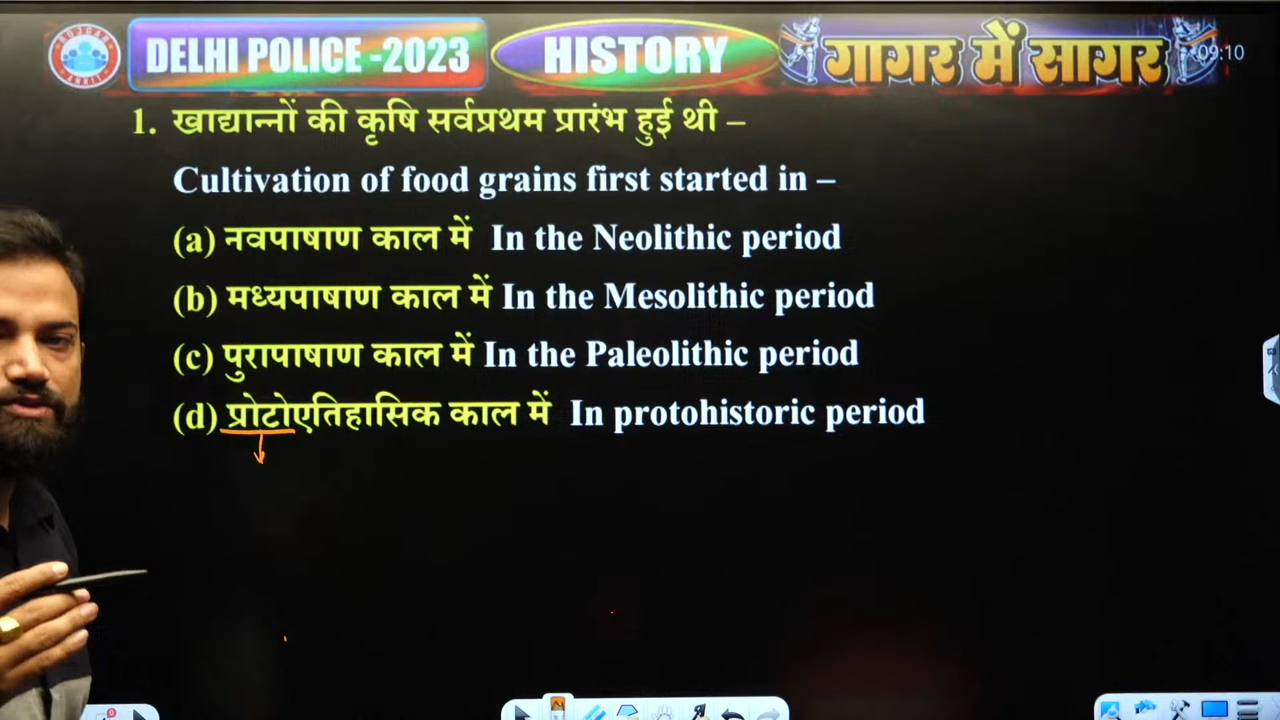 ROJGAR
ANKIT
DELHI POLICE -2023
HISTORY
गागर में सागर
09:10
1. खाद्यान्नों की कृषि सर्वप्रथम प्रारंभ हुई थी –
Cultivation of food grains first started in –
(a) नवपाषाण काल में In the Neolithic period
(b) मध्यपाषाण काल में In the Mesolithic period
(c) पुरापाषाण काल में In the Paleolithic period
(d) प्रोटोएतिहासिक काल में In protohistoric period